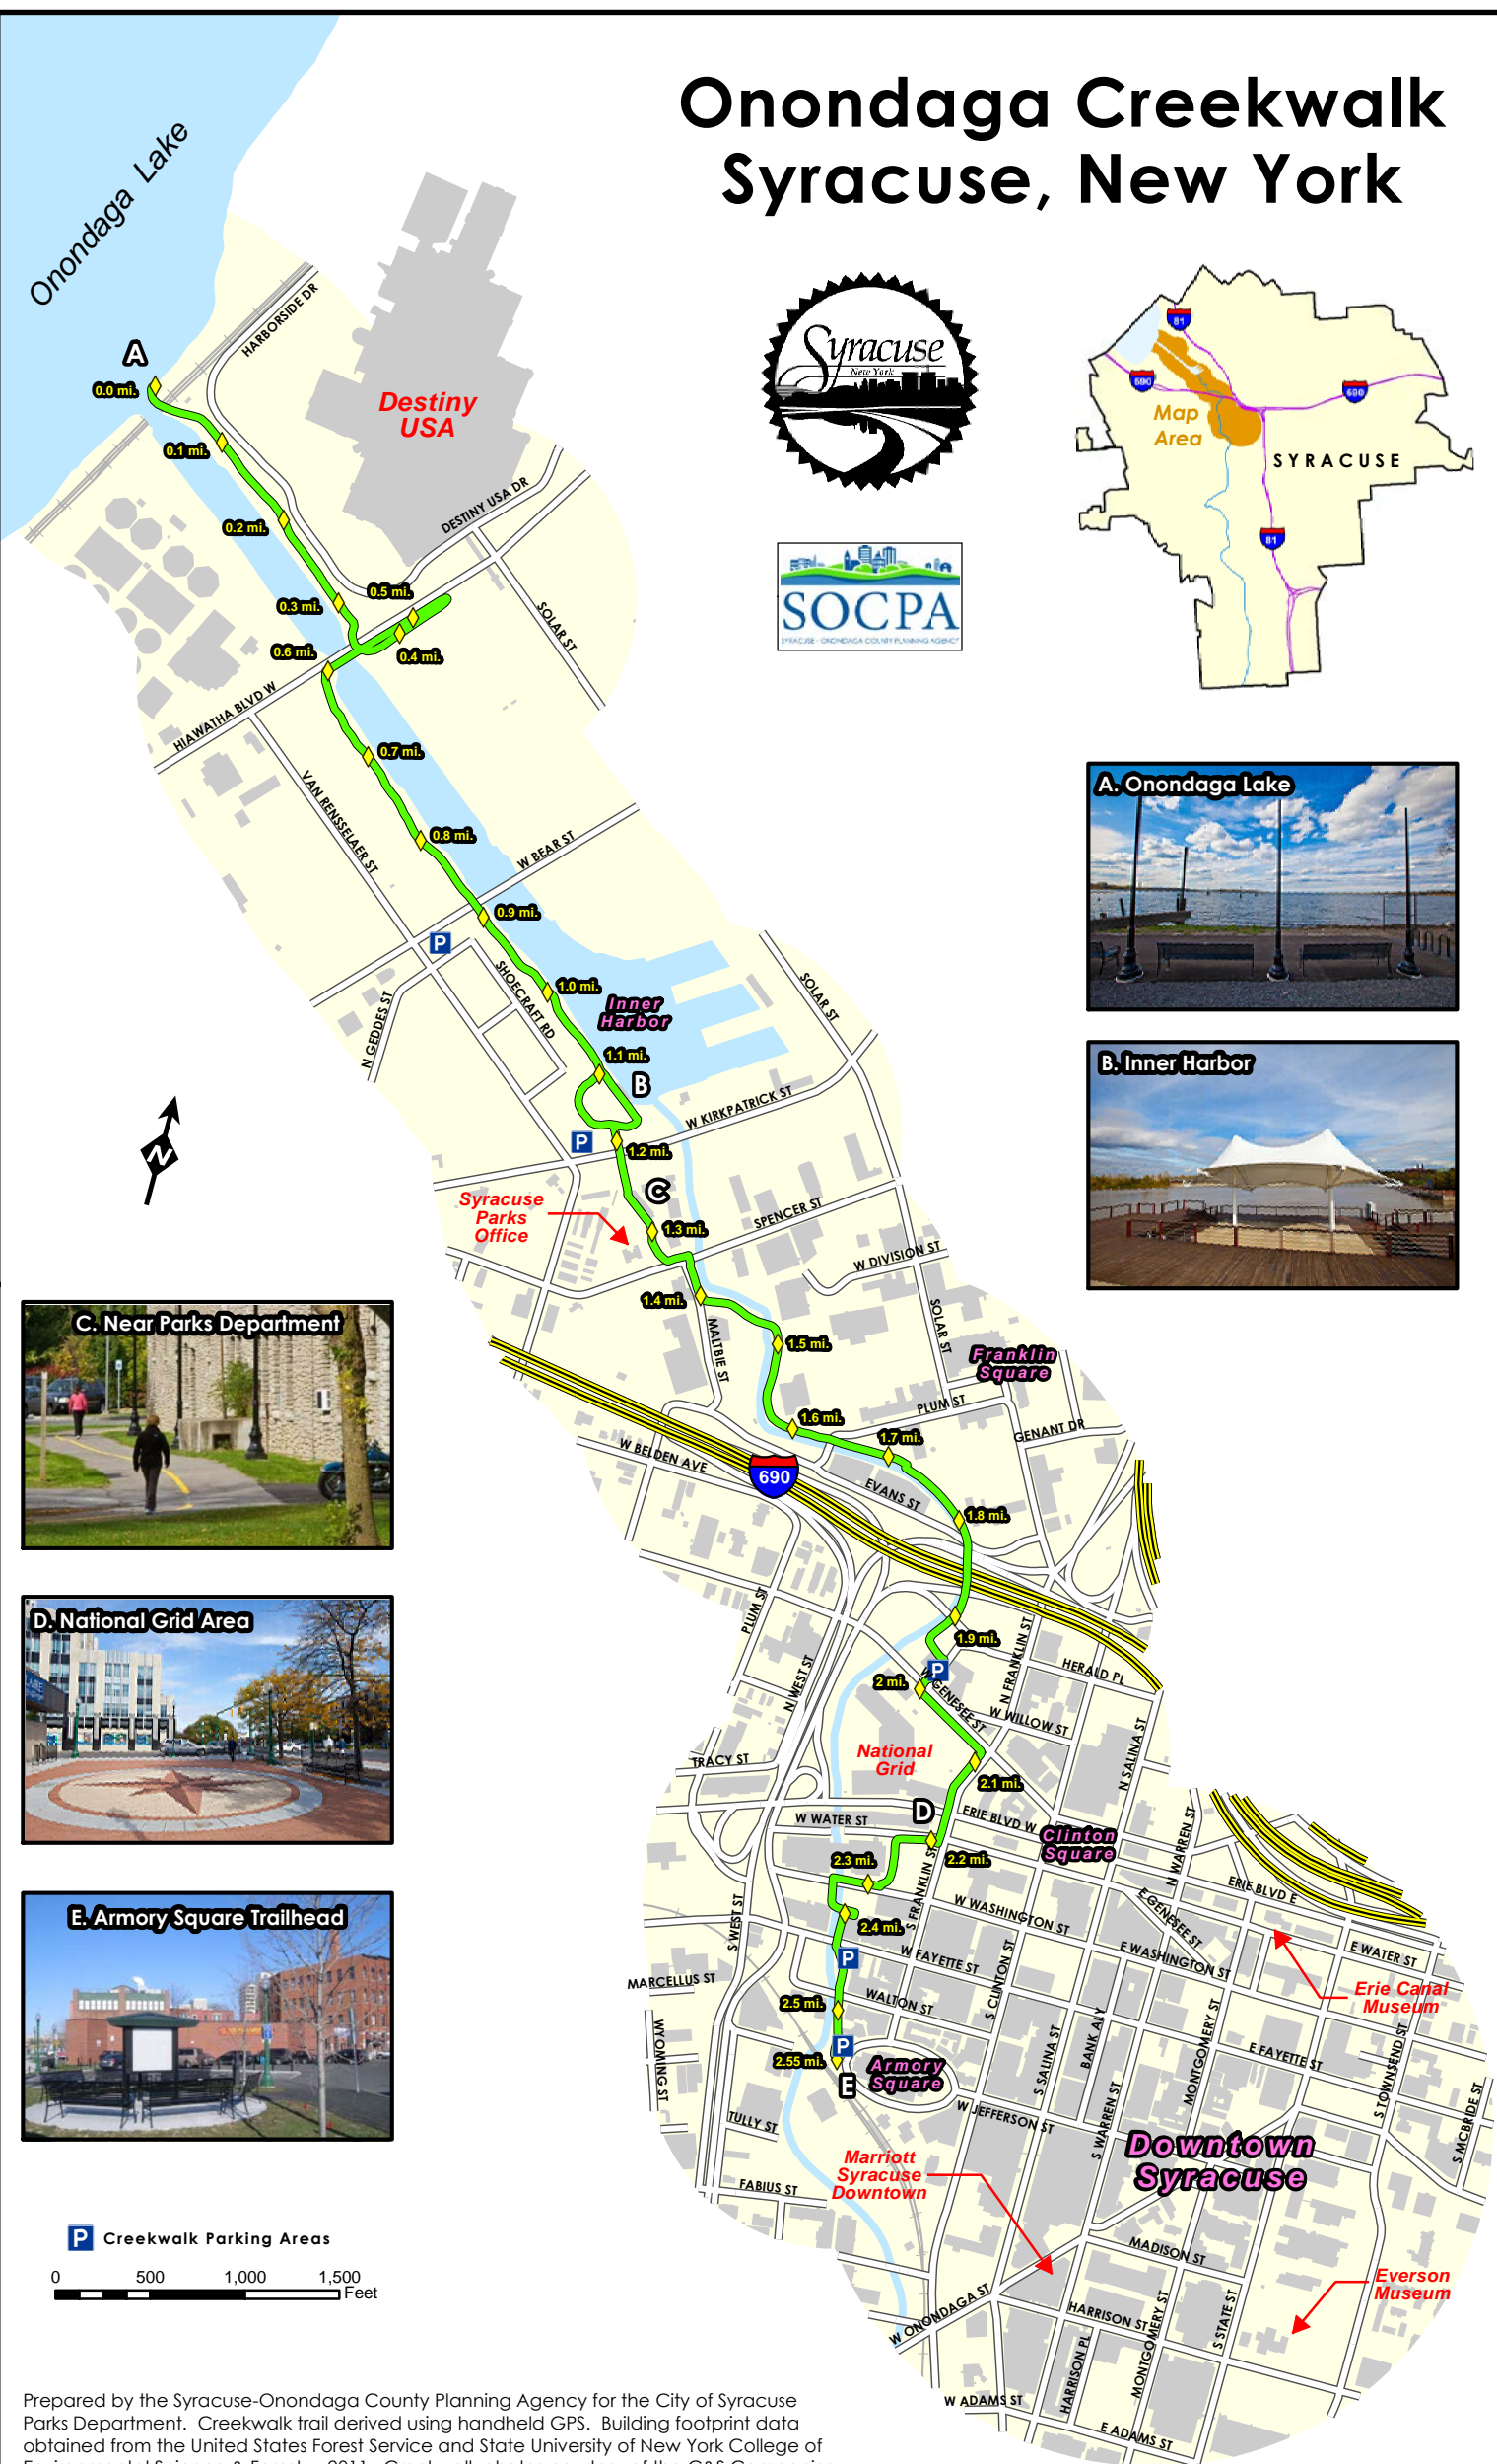 Onondaga Creekwalk
Syracuse, New York
Onondaga Lake
HARBORSIDE DR
A
0.0 mi.
Destiny
USA
0.1 mi.
0.2 mi.
DESTINY USA DR
0.3 mi.
0.5 mi.
0.4 mi.
SOLAR ST
0.6 mi.
HIAWATHA BLVD W
0.7 mi.
VAN RENSSELAER ST
0.8 mi.
W BEAR ST
0.9 mi.
P
SHOECRAFT RD
1.0 mi.
Inner
Harbor
SOLAR ST
N GEDDES ST
1.1 mi.
B
W KIRKPATRICK ST
P
1.2 mi.
N
C
Syracuse
Parks
Office
1.3 mi.
SPENCER ST
W DIVISION ST
1.4 mi.
MALTBIE ST
1.5 mi.
SOLAR ST
Franklin
Square
PLUM ST
1.6 mi.
1.7 mi.
GENANT DR
W BELDEN AVE
690
EVANS ST
1.8 mi.
PLUM ST
1.9 mi.
N FRANKLIN ST
HERALD PL
P
2 mi.
W GENESEE ST
N WEST ST
W WILLOW ST
N SALINA ST
National
Grid
TRACY ST
2.1 mi.
D
W WATER ST
ERIE BLVD W
Clinton
Square
N WARREN ST
2.2 mi.
2.3 mi.
S FRANKLIN ST
ERIE BLVD E
E GENESEE ST
W WASHINGTON ST
2.4 mi.
S WEST ST
E WATER ST
W FAYETTE ST
E WASHINGTON ST
P
S CLINTON ST
MARCELLUS ST
Erie Canal
Museum
2.5 mi.
WALTON ST
WYOMING ST
BANK ALY
MONTGOMERY ST
S SALINA ST
P
E FAYETTE ST
S TOWNSEND ST
2.55 mi.
E
Armory
Square
S MCBRIDE ST
W JEFFERSON ST
S WARREN ST
TULLY ST
Downtown
Syracuse
Marriott
Syracuse
Downtown
FABIUS ST
MADISON ST
Everson
Museum
W ONONDAGA ST
HARRISON ST
MONTGOMERY ST
S STATE ST
HARRISON PL
W ADAMS ST
E ADAMS ST
Syracuse
New York
SOCPA
SYRACUSE - ONONDAGA COUNTY PLANNING AGENCY
81
690
690
Map
Area
SYRACUSE
81
A. Onondaga Lake
B. Inner Harbor
C. Near Parks Department
D. National Grid Area
E. Armory Square Trailhead
P Creekwalk Parking Areas
0 500 1,000 1,500
Feet
Prepared by the Syracuse-Onondaga County Planning Agency for the City of Syracuse
Parks Department. Creekwalk trail derived using handheld GPS. Building footprint data
obtained from the United States Forest Service and State University of New York College of